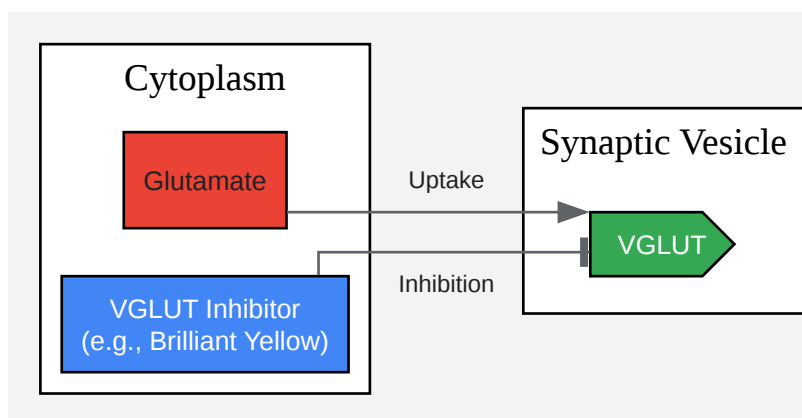 Cytoplasm
Glutamate
VGLUT Inhibitor
(e.g., Brilliant Yellow)
Uptake
Inhibition
Synaptic Vesicle
VGLUT